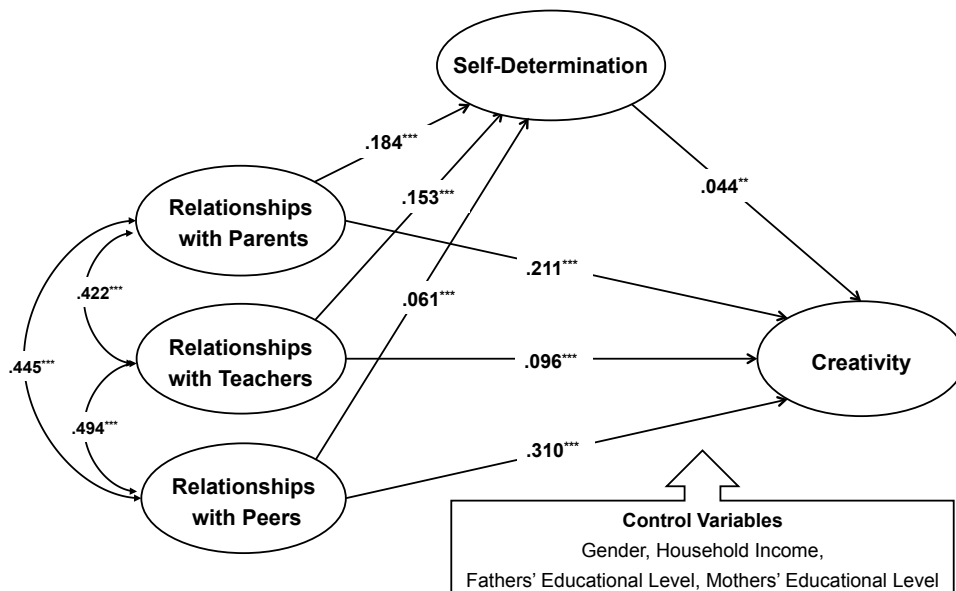 Self-Determination
.184***
.044**
.153***
Relationships
with Parents
.211***
.422***
.061***
.445***
Relationships
with Teachers
.096***
Creativity
.494***
.310***
Relationships
with Peers
Control Variables
Gender, Household Income,
Fathers’ Educational Level, Mothers’ Educational Level